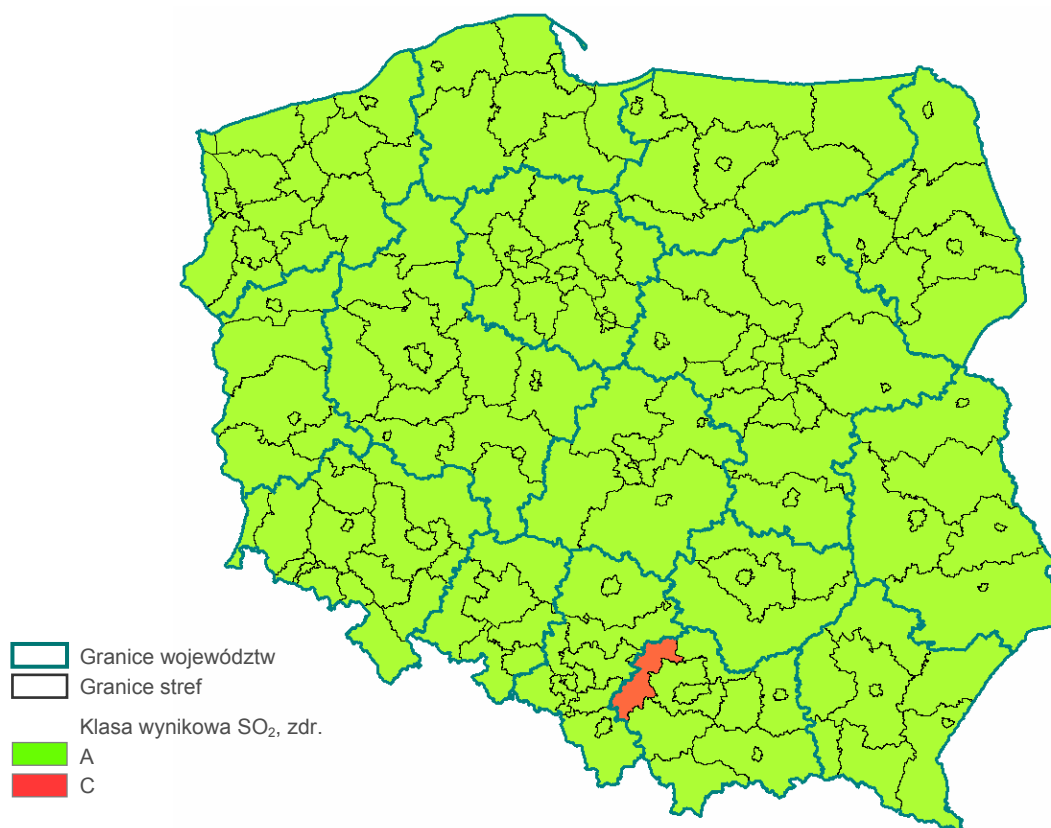 Granice województw
Granice stref
Klasa wynikowa SO₂, zdr.
A
C